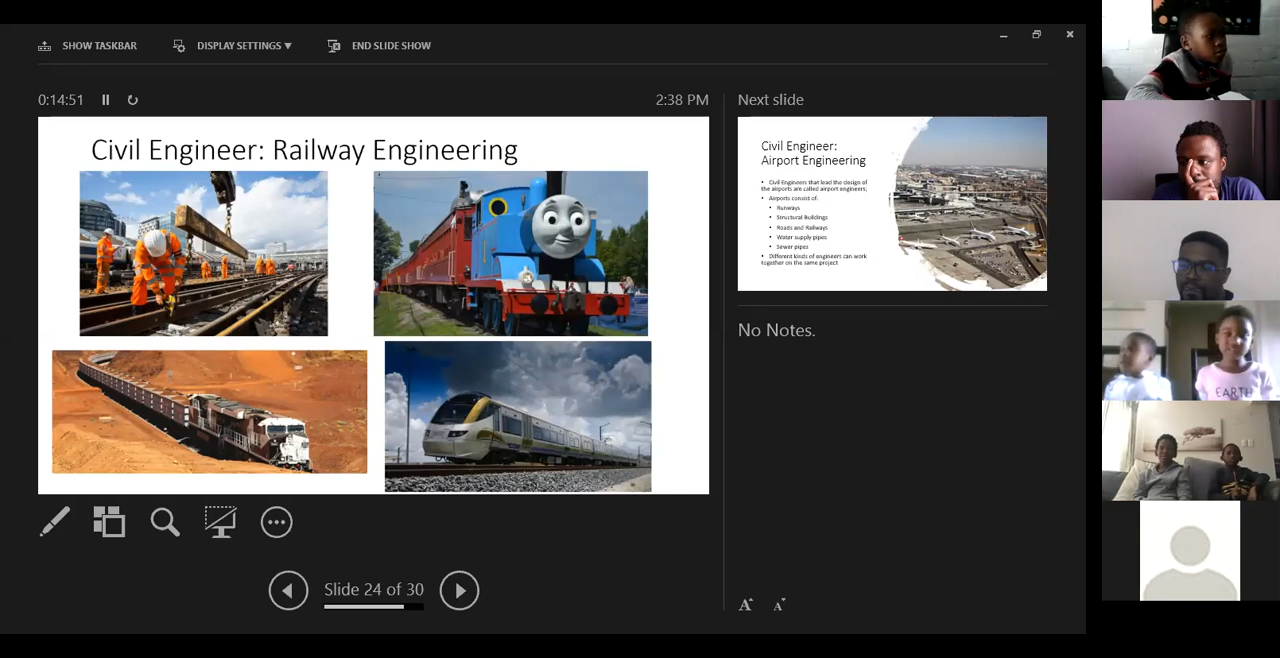 SHOW TASKBAR
DISPLAY SETTINGS ▼
END SLIDE SHOW
0:14:51
2:38 PM
Next slide
Civil Engineer: Railway Engineering
Civil Engineer:
Airport Engineering
• Civil Engineers that lead the design of
the airports are called airport engineers;
• Airports consist of:
• Runways
• Structural Buildings
• Roads and Railways
• Water supply pipes
• Sewer pipes
• Different kinds of engineers can work
together on the same project
No Notes.
Slide 24 of 30
A A
EARTH